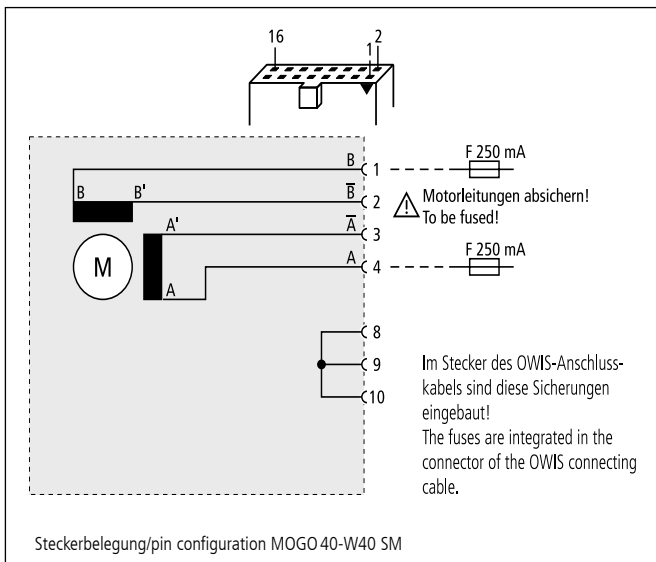 16
2
1
F 250 mA
B
1
B
B'
B̅
2
Motorleitungen absichern!
To be fused!
A'
A̅
3
F 250 mA
A
4
M
A
8
9
10
Im Stecker des OWIS-Anschluss-
kabels sind diese Sicherungen
eingebaut!
The fuses are integrated in the
connector of the OWIS connecting
cable.
Steckerbelegung/pin configuration MOGO 40-W40 SM